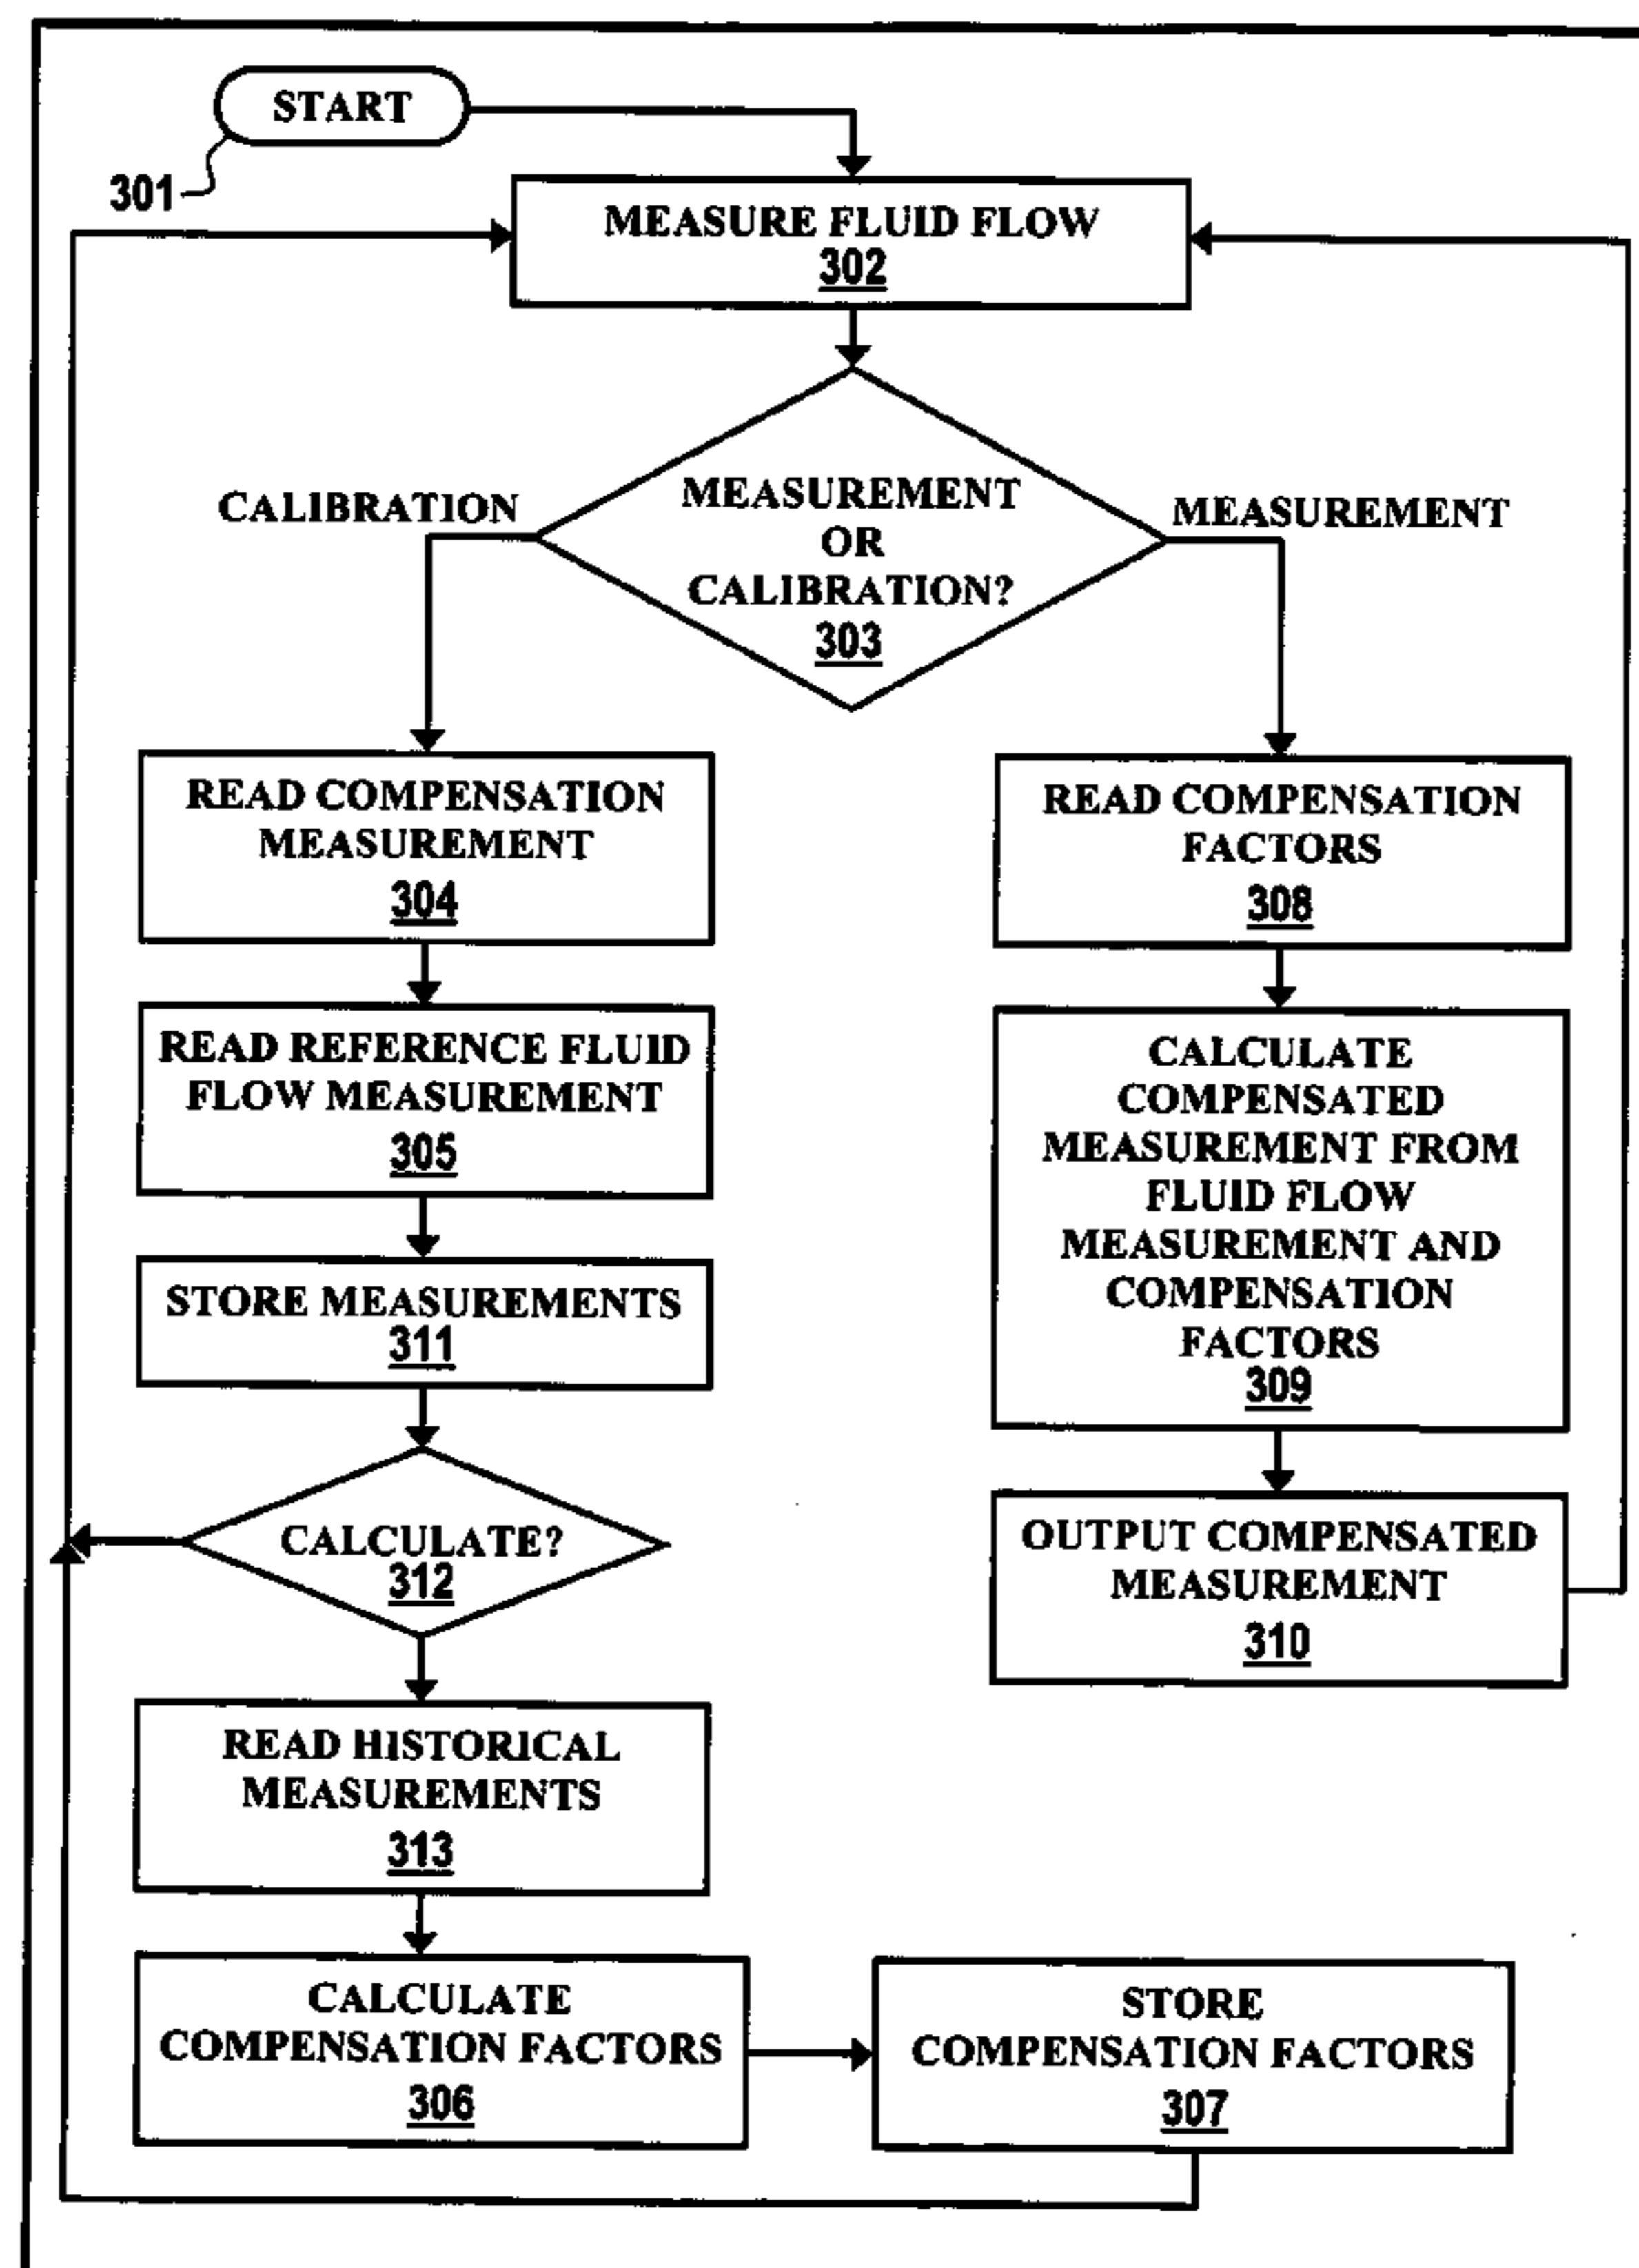 START
301
MEASURE FLUID FLOW
302
CALIBRATION
MEASUREMENT
OR
CALIBRATION?
303
MEASUREMENT
READ COMPENSATION
MEASUREMENT
304
READ REFERENCE FLUID
FLOW MEASUREMENT
305
STORE MEASUREMENTS
311
CALCULATE?
312
READ HISTORICAL
MEASUREMENTS
313
CALCULATE
COMPENSATION FACTORS
306
STORE
COMPENSATION FACTORS
307
READ COMPENSATION
FACTORS
308
CALCULATE
COMPENSATED
MEASUREMENT FROM
FLUID FLOW
MEASUREMENT AND
COMPENSATION
FACTORS
309
OUTPUT COMPENSATED
MEASUREMENT
310